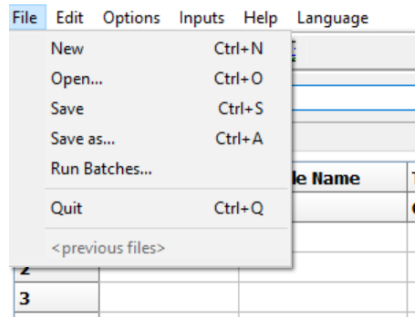 File Edit Options Inputs Help Language
New Ctrl+N
Open... Ctrl+O
Save Ctrl+S
Save as... Ctrl+A
Run Batches...
le Name
Quit Ctrl+Q
<previous files>
2
3